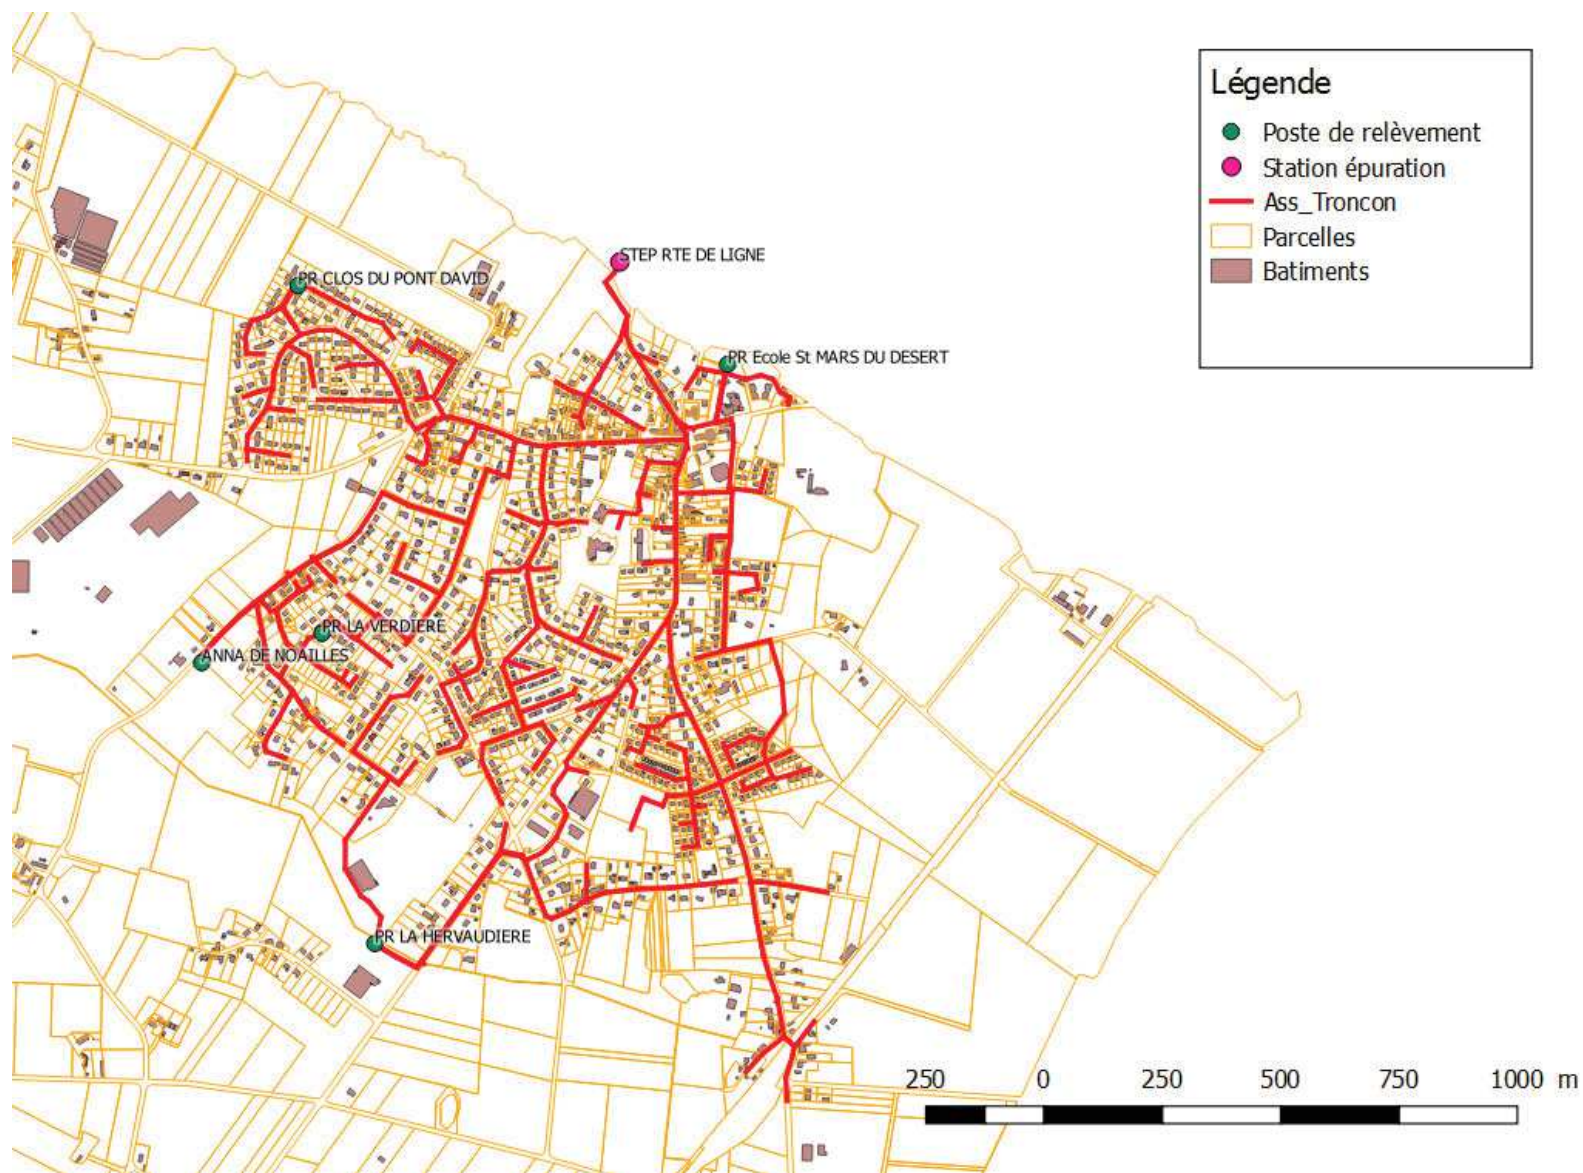 Légende
Poste de relèvement
Station épuration
Ass_Troncon
Parcelles
Batiments
STEP RTE DE LIGNE
PR CLOS DU PONT DAVID
PR Ecole St MARS DU DESERT
PR LA VERDIERE
ANNA DE NOAILLES
PR LA HERVAUDIERE
250 0 250 500 750 1000 m